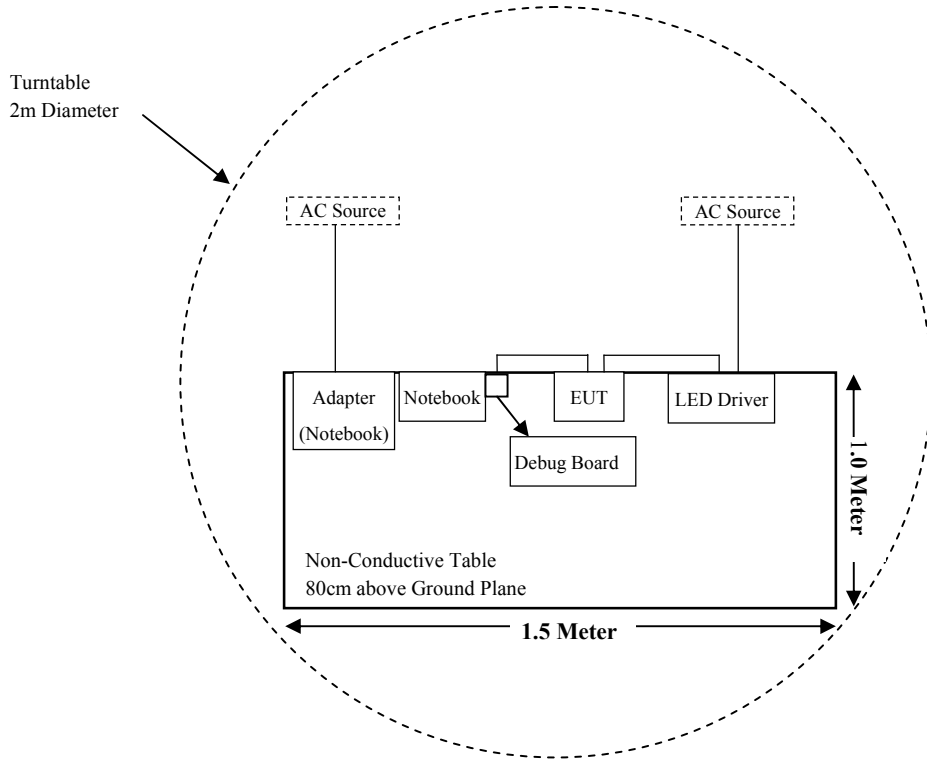 Turntable
2m Diameter
AC Source
AC Source
Adapter
(Notebook)
Notebook
EUT
LED Driver
Debug Board
1.0 Meter
Non-Conductive Table
80cm above Ground Plane
1.5 Meter